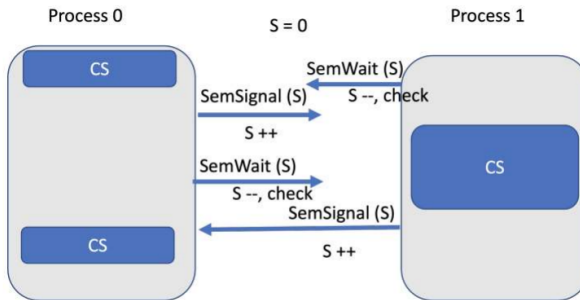 Process 0
S = 0
Process 1
CS
SemWait (S)
S --, check
SemSignal (S)
S ++
SemWait (S)
S --, check
CS
SemSignal (S)
CS
S ++